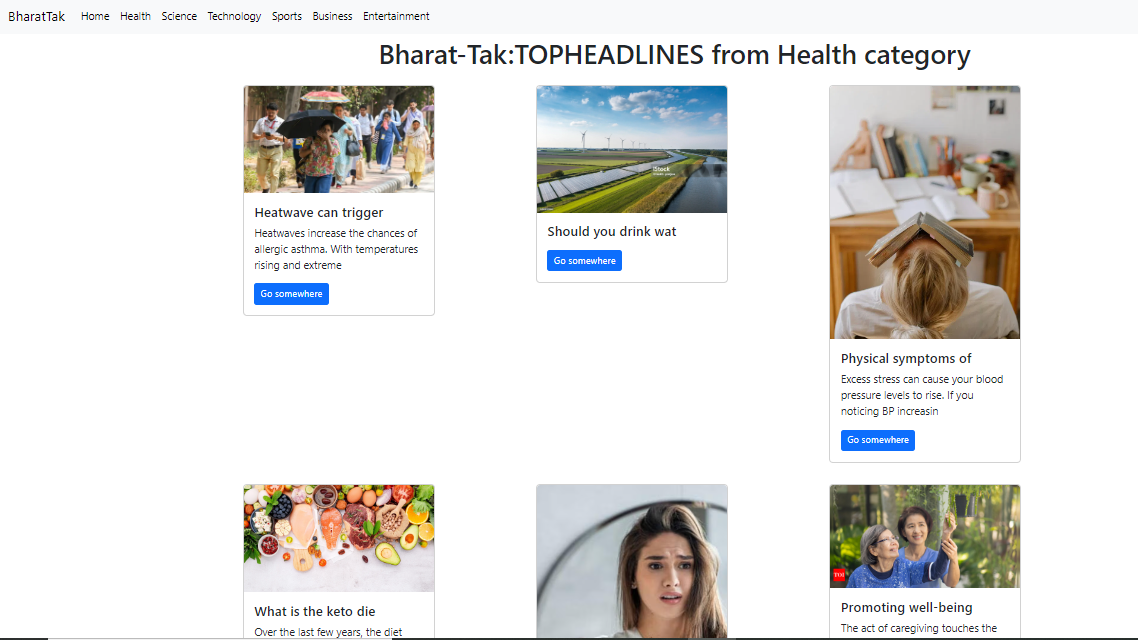 BharatTak Home Health Science Technology Sports Business Entertainment
Bharat-Tak:TOPHEADLINES from Health category
Heatwave can trigger
Heatwaves increase the chances of
allergic asthma. With temperatures
rising and extreme
Go somewhere
iStock
Should you drink wat
Go somewhere
Physical symptoms of
Excess stress can cause your blood
pressure levels to rise. If you
noticing BP increasin
Go somewhere
What is the keto die
Over the last few years, the diet
TOI
Promoting well-being
The act of caregiving touches the